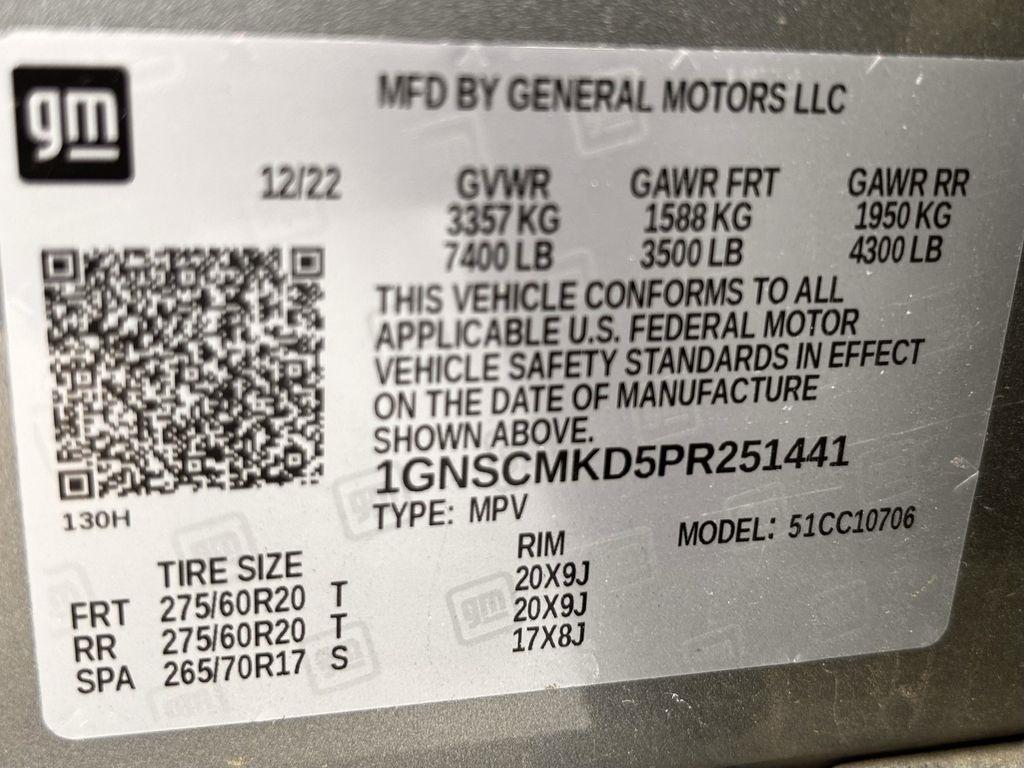 gm
MFD BY GENERAL MOTORS LLC
12/22 GVWR GAWR FRT GAWR RR
3357 KG 1588 KG 1950 KG
7400 LB 3500 LB 4300 LB
THIS VEHICLE CONFORMS TO ALL
APPLICABLE U.S. FEDERAL MOTOR
VEHICLE SAFETY STANDARDS IN EFFECT
ON THE DATE OF MANUFACTURE
SHOWN ABOVE.
1GNSCMKD5PR251441
130H
TYPE: MPV
MODEL: 51CC10706
TIRE SIZE RIM
FRT 275/60R20 T 20X9J
RR 275/60R20 T 20X9J
SPA 265/70R17 S 17X8J